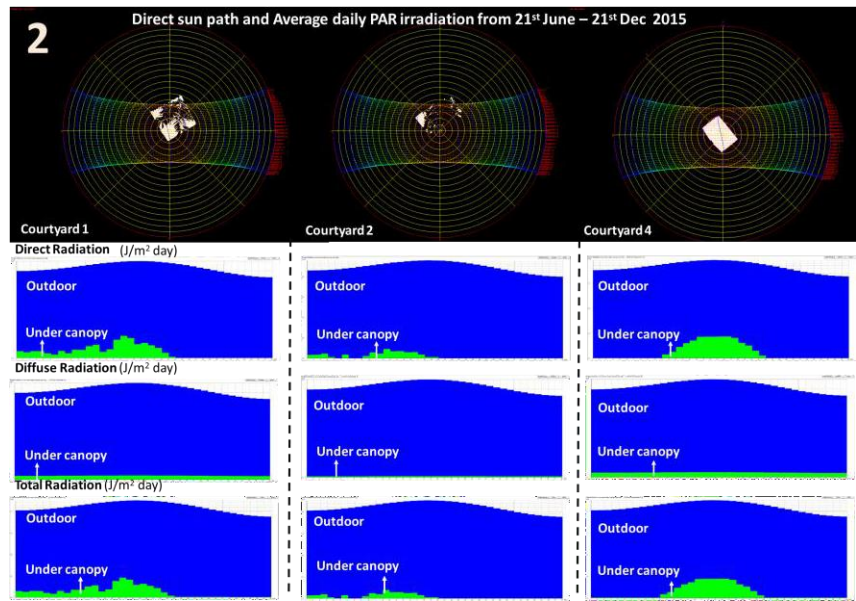 Direct sun path and Average daily PAR irradiation from 21st June – 21st Dec 2015
2
Courtyard 1
Courtyard 2
Courtyard 4
Direct Radiation (J/m² day)
Outdoor
Outdoor
Outdoor
Under canopy
Under canopy
Under canopy
Diffuse Radiation (J/m² day)
Outdoor
Outdoor
Outdoor
Under canopy
Under canopy
Under canopy
Total Radiation (J/m² day)
Outdoor
Outdoor
Outdoor
Under canopy
Under canopy
Under canopy